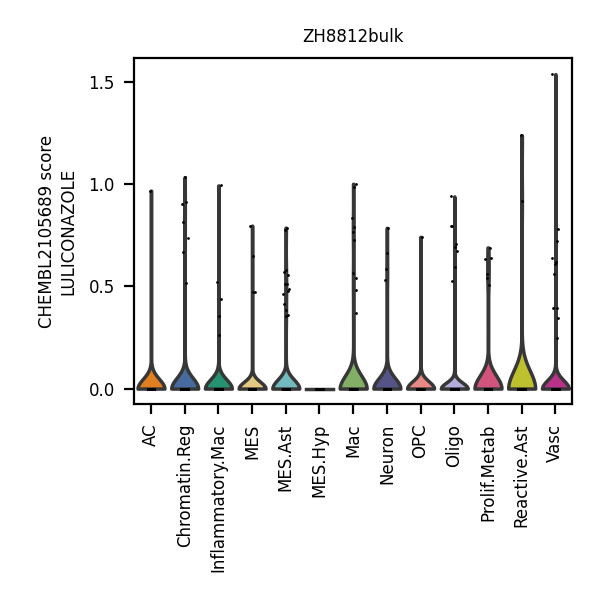 ZH8812bulk
CHEMBL2105689 score
LULICONAZOLE
1.5
1.0
0.5
0.0
AC
Chromatin.Reg
Inflammatory.Mac
MES
MES.Ast
MES.Hyp
Mac
Neuron
OPC
Oligo
Prolif.Metab
Reactive.Ast
Vasc